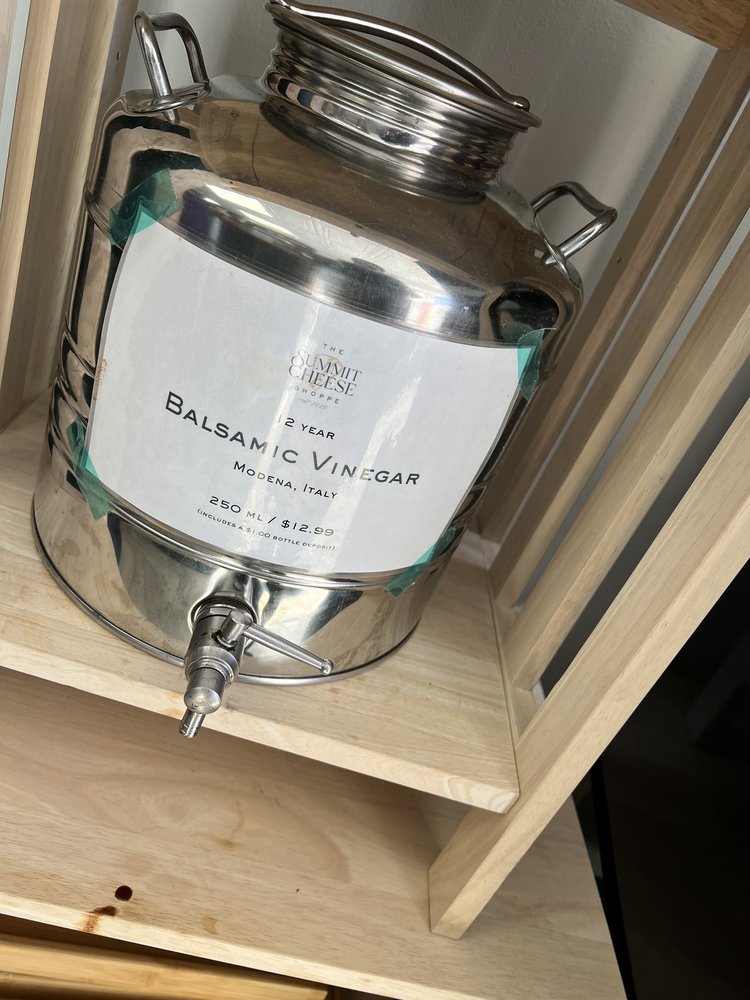 THE
SUMMIT
CHEESE
SHOPPE
12 YEAR
BALSAMIC VINEGAR
MODENA, ITALY
250 ML / $12.99
(INCLUDES A $1.00 BOTTLE DEPOSIT)